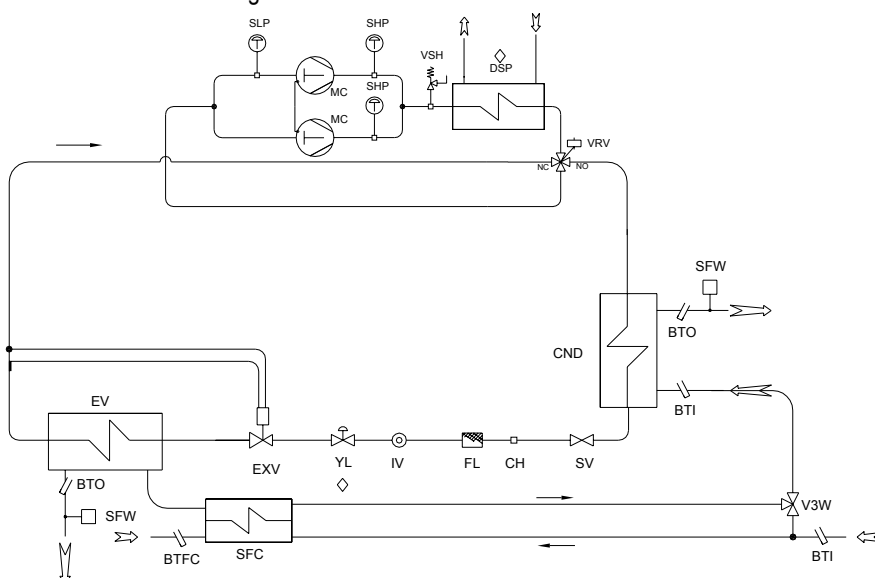 SLP
SHP
VSH
DSP
MC
SHP
MC
VRV
NC
NO
SFW
BTO
CND
BTI
EV
EXV
YL
IV
FL
CH
SV
BTO
SFW
V3W
BTFC
SFC
BTI